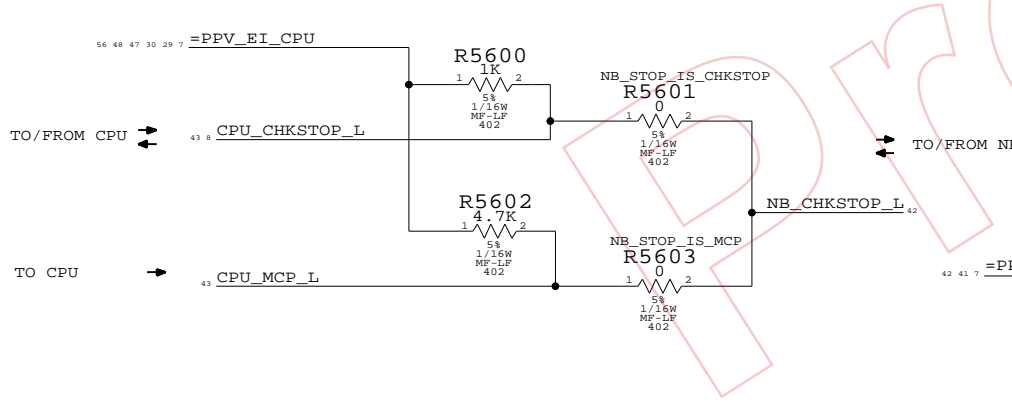 56 48 47 30 29 7 =PPV_EI_CPU
R5600
1K
1 2
5%
1/16W
MF-LF
402
NB_STOP_IS_CHKSTOP
R5601
0
1 2
5%
1/16W
MF-LF
402
TO/FROM CPU
43 8 CPU_CHKSTOP_L
TO/FROM
R5602
4.7K
1 2
5%
1/16W
MF-LF
402
NB_CHKSTOP_L 42
NB_STOP_IS_MCP
R5603
0
1 2
5%
1/16W
MF-LF
402
TO CPU
43 CPU_MCP_L
42 41 7